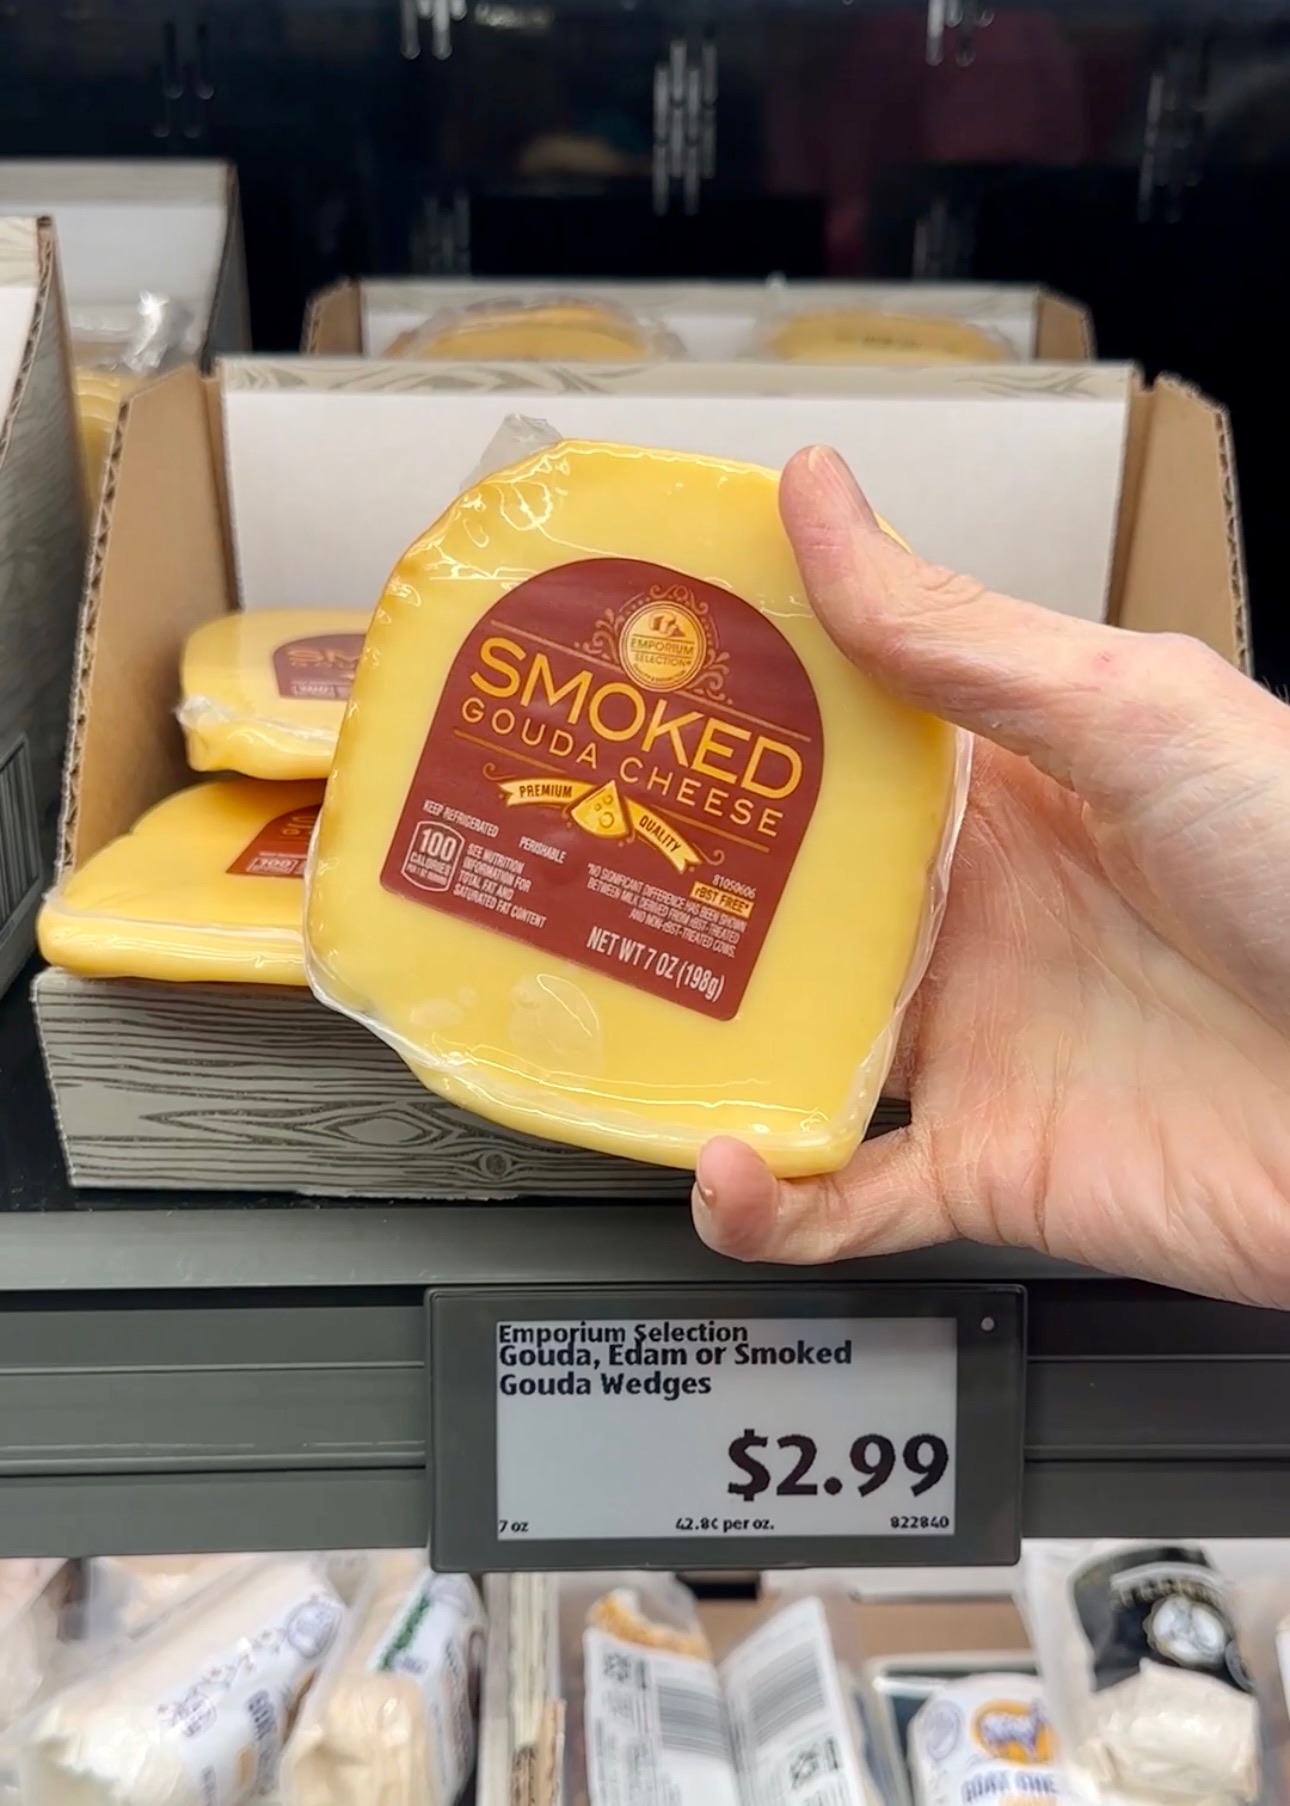 EMPORIUM
SELECTION®
SMOKED
GOUDA CHEESE
PREMIUM
QUALITY
KEEP REFRIGERATED
PERISHABLE
100
CALORIES
SEE NUTRITION
INFORMATION FOR
TOTAL FAT AND
SATURATED FAT CONTENT
81050606
rBST FREE*
*NO SIGNIFICANT DIFFERENCE HAS BEEN SHOWN
BETWEEN MILK DERIVED FROM rBST-TREATED
AND NON-rBST-TREATED COWS.
NET WT 7 OZ (198g)
Emporium Selection
Gouda, Edam or Smoked
Gouda Wedges
$2.99
7 oz
42.8¢ per oz.
822840